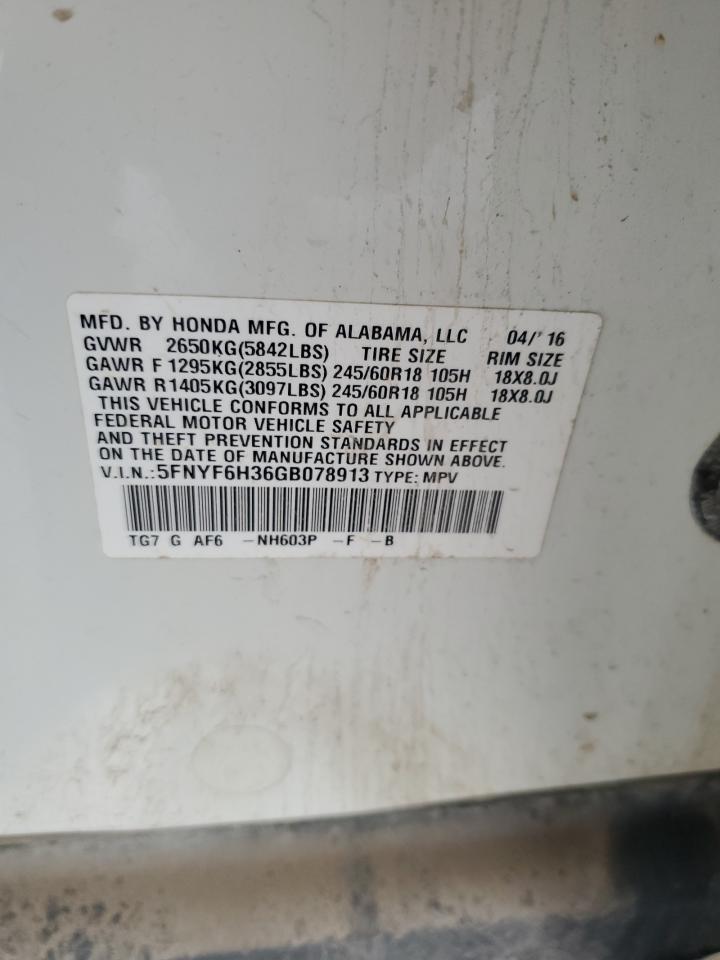 MFD. BY HONDA MFG. OF ALABAMA, LLC 04/16
GVWR 2650KG(5842LBS) TIRE SIZE RIM SIZE
GAWR F 1295KG(2855LBS) 245/60R18 105H 18X8.0J
GAWR R 1405KG(3097LBS) 245/60R18 105H 18X8.0J
THIS VEHICLE CONFORMS TO ALL APPLICABLE
FEDERAL MOTOR VEHICLE SAFETY
AND THEFT PREVENTION STANDARDS IN EFFECT
ON THE DATE OF MANUFACTURE SHOWN ABOVE.
V.I.N.:5FNYF6H36GB078913 TYPE: MPV
TG7 G AF6 -NH603P -F -B